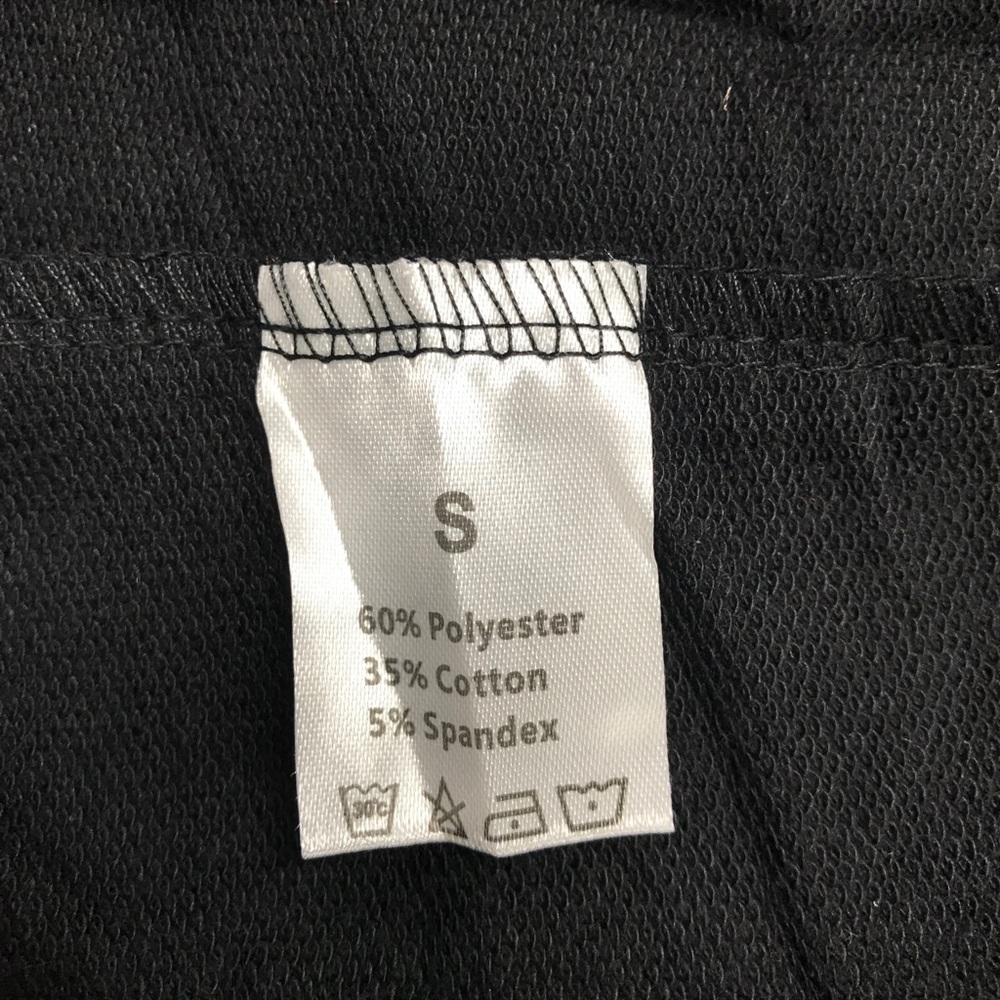 S
60% Polyester
35% Cotton
5% Spandex
30°C